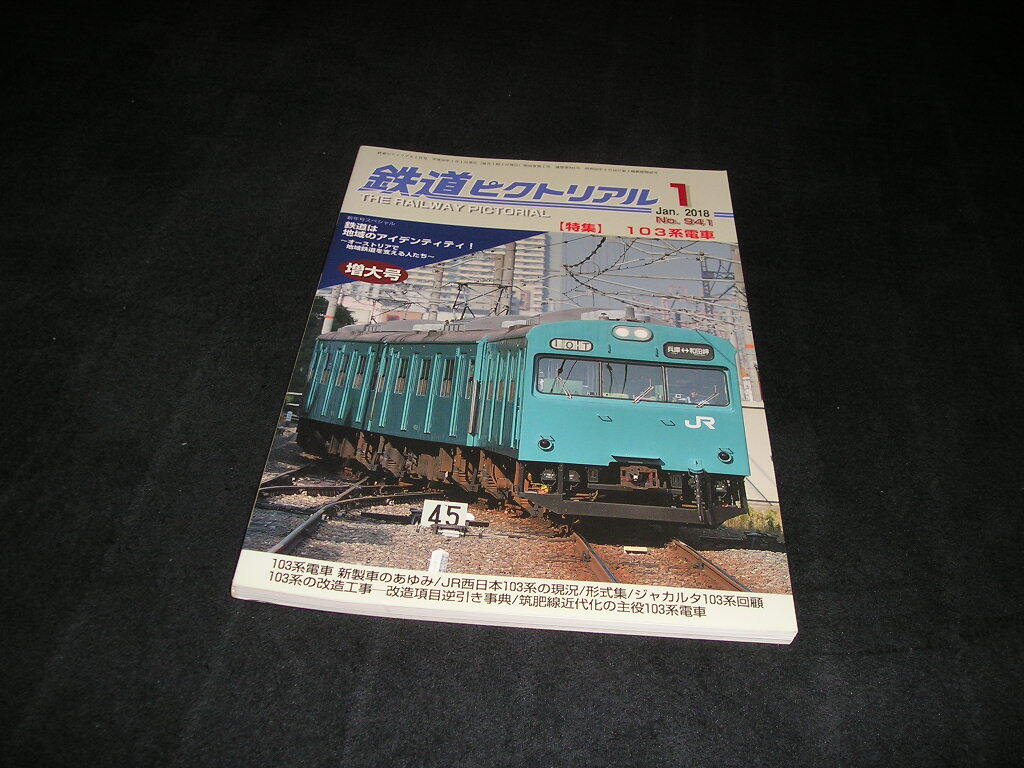 鉄道ピクトリアル 1
THE RAILWAY PICTORIAL
Jan. 2018
No. 941
【特集】 103系電車
新年号スペシャル
鉄道は
地域のアイデンティティ!
~オーストリアで
地域鉄道を支える人たち~
増大号
10T
兵庫↔和田岬
JR
45
103系電車 新製車のあゆみ/JR西日本103系の現況/形式集/ジャカルタ103系回顧
103系の改造工事―改造項目逆引き事典/筑肥線近代化の主役103系電車